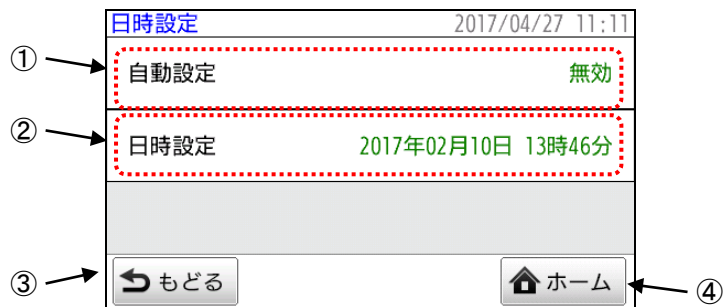 日時設定 2017/04/27 11:11
① 自動設定 無効
② 日時設定 2017年02月10日 13時46分
③ もどる ホーム ④